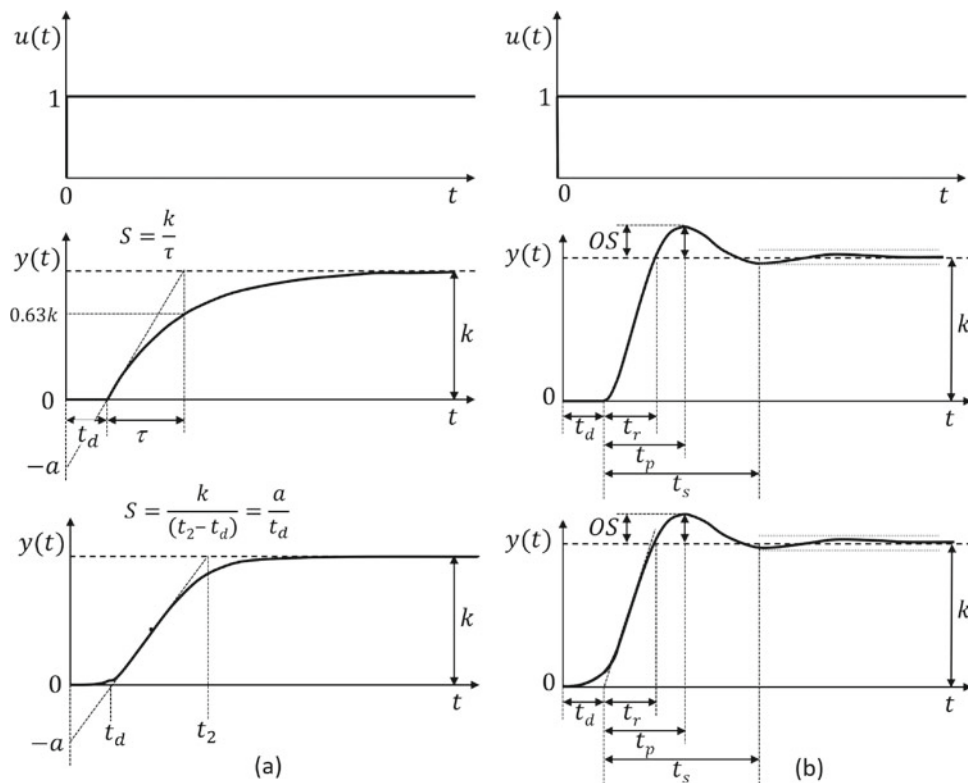 u(t)
1
0
t
S = k/τ
y(t)
0.63k
k
0
t
t_d
τ
−a
S = k/(t_2 − t_d) = a/t_d
y(t)
k
0
t
−a
t_d
t_2
(a)
u(t)
1
0
t
OS
y(t)
k
0
t
t_d
t_r
t_p
t_s
OS
y(t)
k
0
t
t_d
t_r
t_p
t_s
(b)